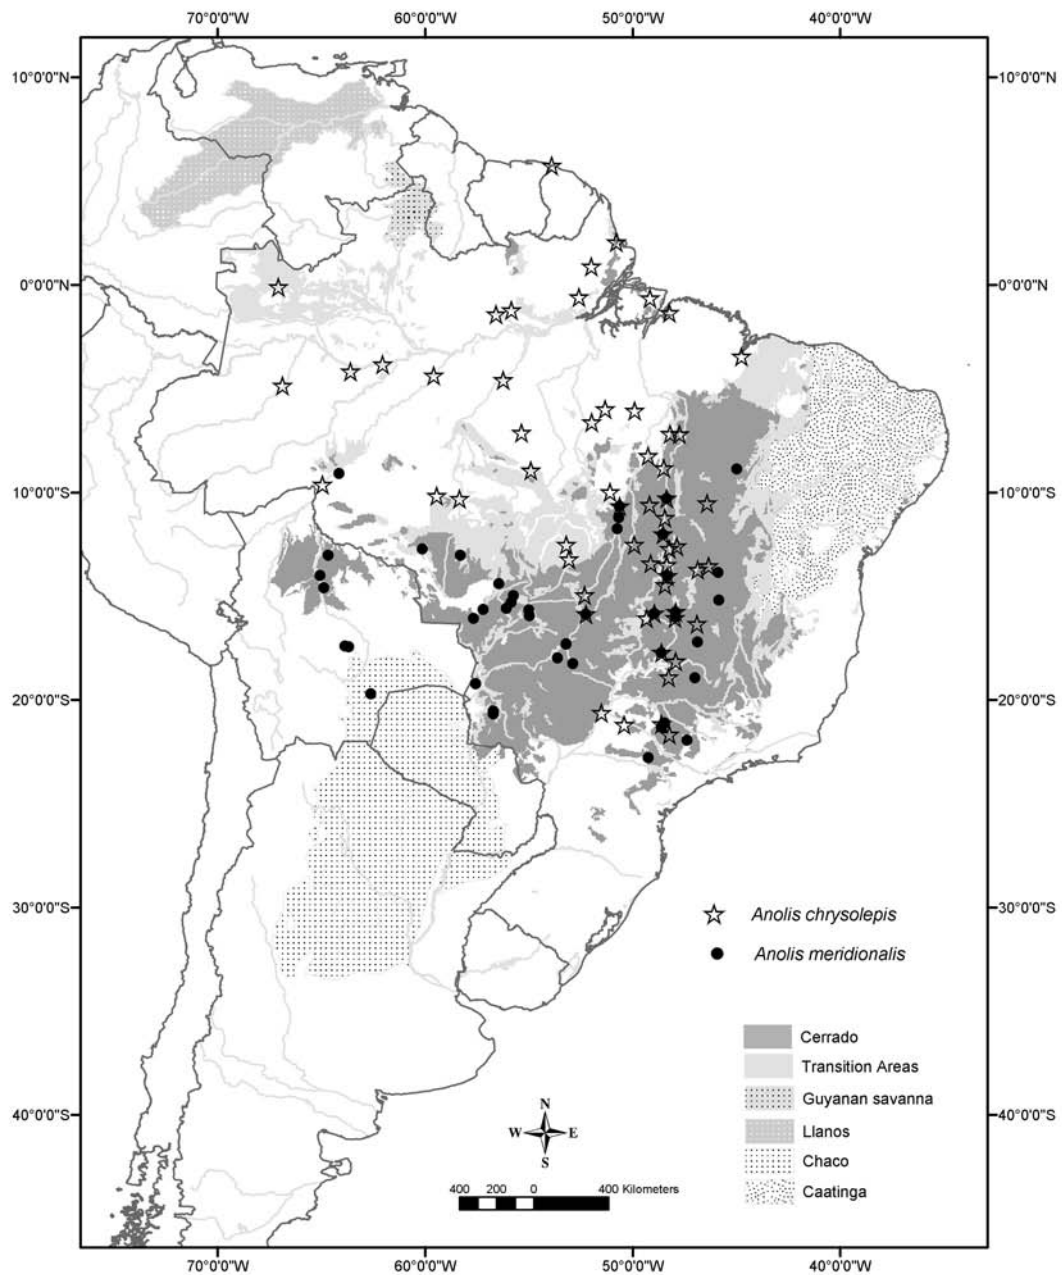 70°0'0"W 60°0'0"W 50°0'0"W 40°0'0"W
10°0'0"N 10°0'0"N
0°0'0"N 0°0'0"N
10°0'0"S 10°0'0"S
20°0'0"S 20°0'0"S
30°0'0"S 30°0'0"S
Anolis chrysolepis
Anolis meridionalis
Cerrado
Transition Areas
Guyanan savanna
Llanos
Chaco
Caatinga
40°0'0"S 40°0'0"S
N
W E
S
400 200 0 400 Kilometers
70°0'0"W 60°0'0"W 50°0'0"W 40°0'0"W